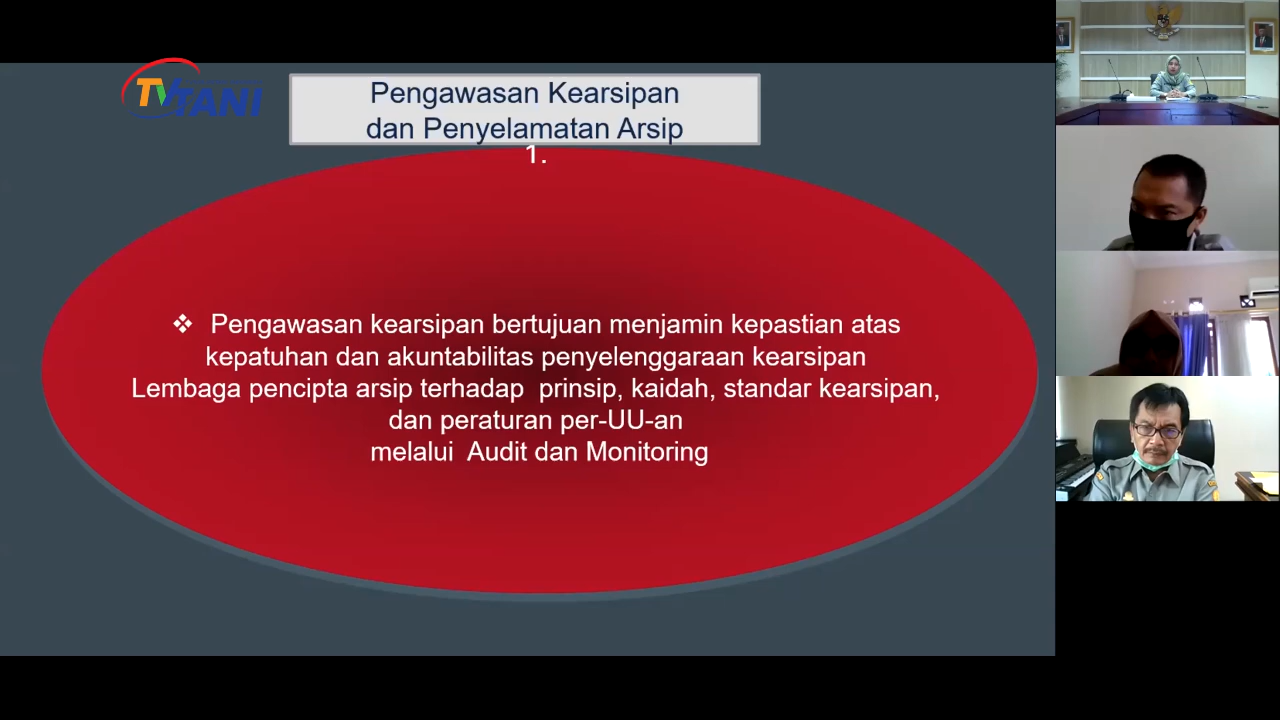 TVTANI
Pengawasan Kearsipan
dan Penyelamatan Arsip
1.
❖ Pengawasan kearsipan bertujuan menjamin kepastian atas
kepatuhan dan akuntabilitas penyelenggaraan kearsipan
Lembaga pencipta arsip terhadap prinsip, kaidah, standar kearsipan,
dan peraturan per-UU-an
melalui Audit dan Monitoring